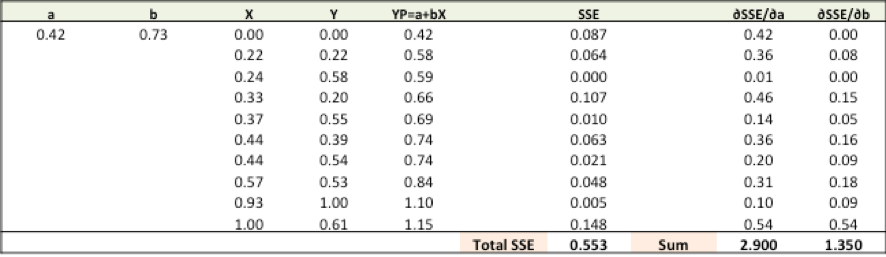 a b X Y YP=a+bX SSE ∂SSE/∂a ∂SSE/∂b
0.42 0.73 0.00 0.00 0.42 0.087 0.42 0.00
0.22 0.22 0.58 0.064 0.36 0.08
0.24 0.58 0.59 0.000 0.01 0.00
0.33 0.20 0.66 0.107 0.46 0.15
0.37 0.55 0.69 0.010 0.14 0.05
0.44 0.39 0.74 0.063 0.36 0.16
0.44 0.54 0.74 0.021 0.20 0.09
0.57 0.53 0.84 0.048 0.31 0.18
0.93 1.00 1.10 0.005 0.10 0.09
1.00 0.61 1.15 0.148 0.54 0.54
Total SSE 0.553 Sum 2.900 1.350